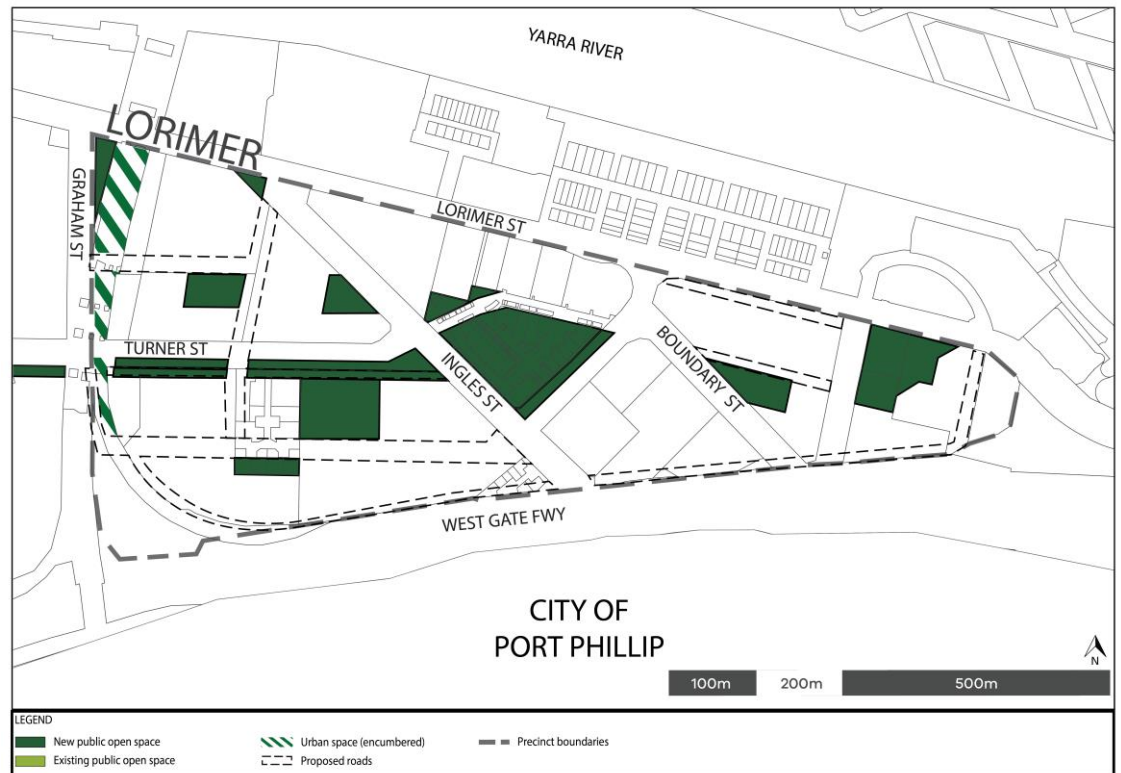 YARRA RIVER
LORIMER
GRAHAM ST
LORIMER ST
TURNER ST
INGLES ST
BOUNDARY ST
WEST GATE FWY
CITY OF
PORT PHILLIP
N
100m 200m 500m
LEGEND
New public open space
Existing public open space
Urban space (encumbered)
Proposed roads
Precinct boundaries